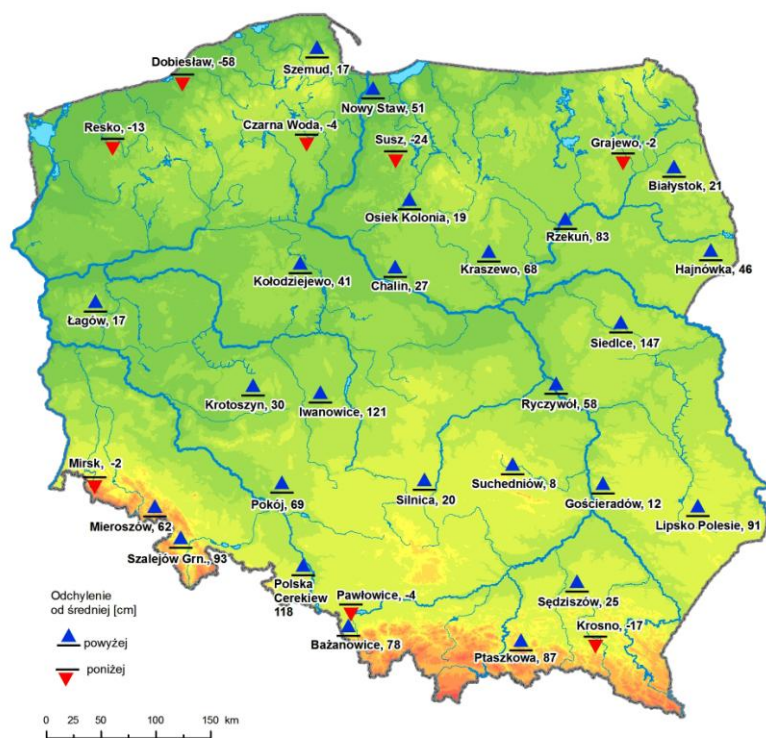 Dobiesław, -58
Szemud, 17
Nowy Staw, 51
Resko, -13
Czarna Woda, -4
Susz, -24
Grajewo, -2
Białystok, 21
Osiek Kolonia, 19
Rzekuń, 83
Kołodziejewo, 41
Chalin, 27
Kraszewo, 68
Hajnówka, 46
Łagów, 17
Siedlce, 147
Krotoszyn, 30
Iwanowice, 121
Ryczywół, 58
Mirsk, -2
Mieroszów, 62
Pokój, 69
Silnica, 20
Suchedniów, 8
Gościeradów, 12
Lipsko Polesie, 91
Szalejów Grn., 93
Polska
Cerekiew
118
Pawłowice, -4
Bażanowice, 78
Sędziszów, 25
Krosno, -17
Ptaszkowa, 87
Odchylenie
od średniej [cm]
powyżej
poniżej
0 25 50 100 150 km